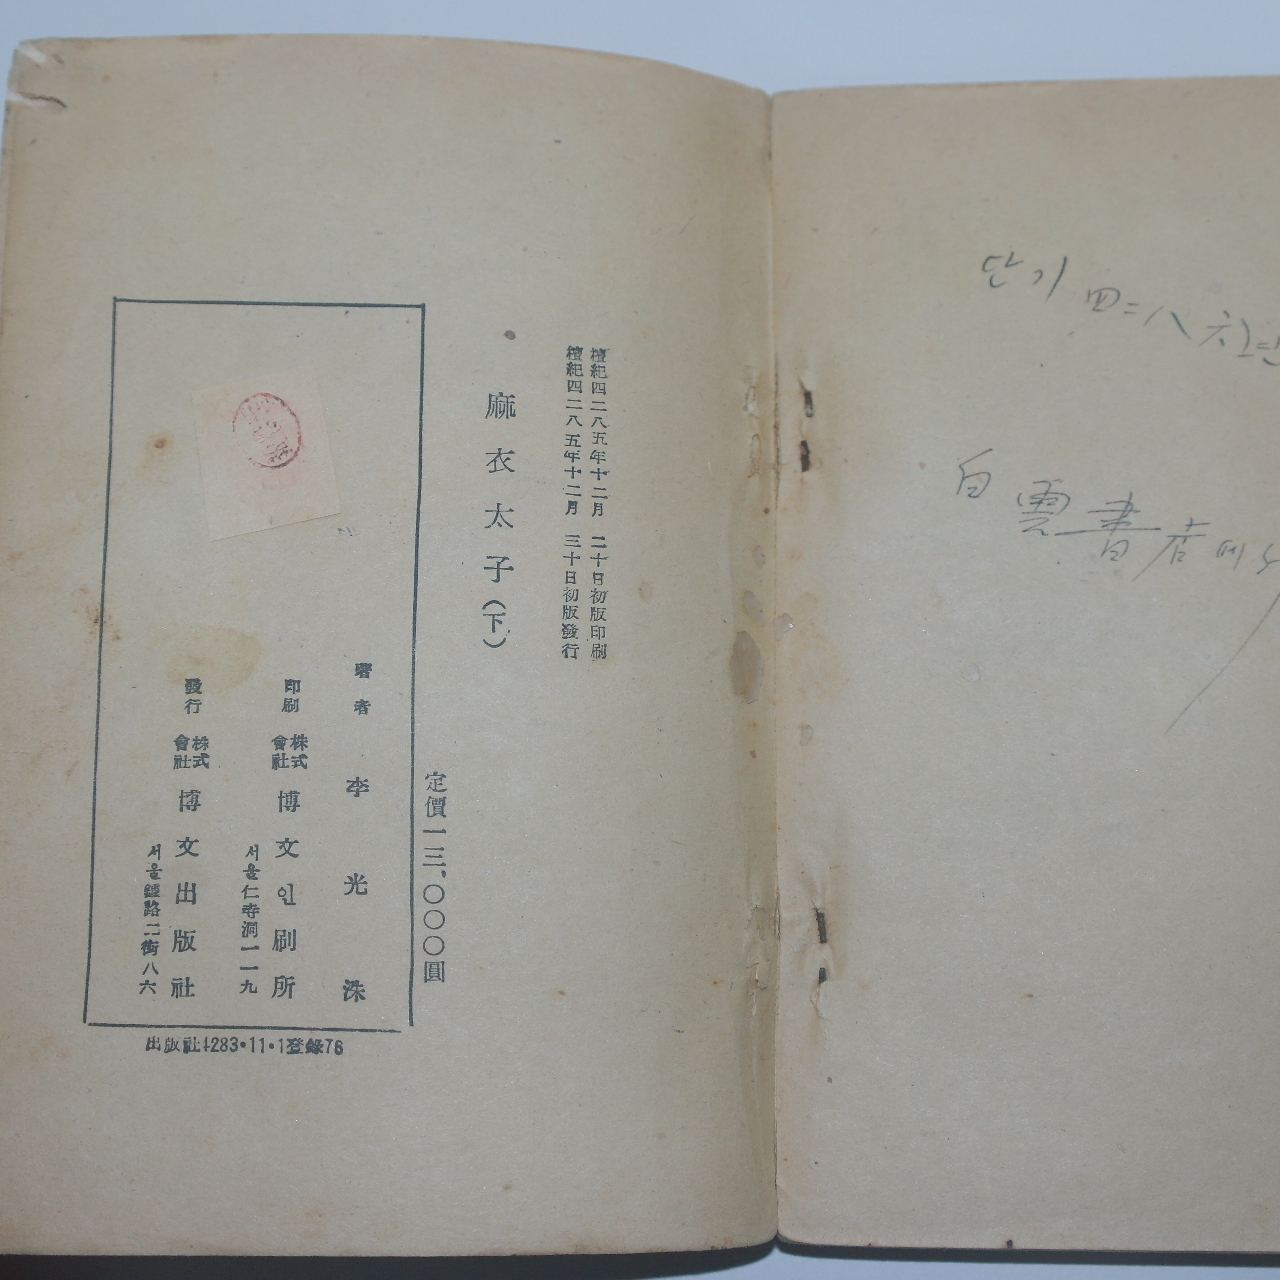 檀紀四二八五年十二月 二十日初版印刷
檀紀四二八五年十二月 三十日初版發行
麻衣太子(下)
定價一三,〇〇〇圓
著者 李光洙
印刷 株式會社 博文인刷所
서울仁寺洞一一九
發行 株式會社 博文出版社
서울鍾路二街八六
出版社4283·11·1登錄76
단기 四二八六년
白雲書店에서